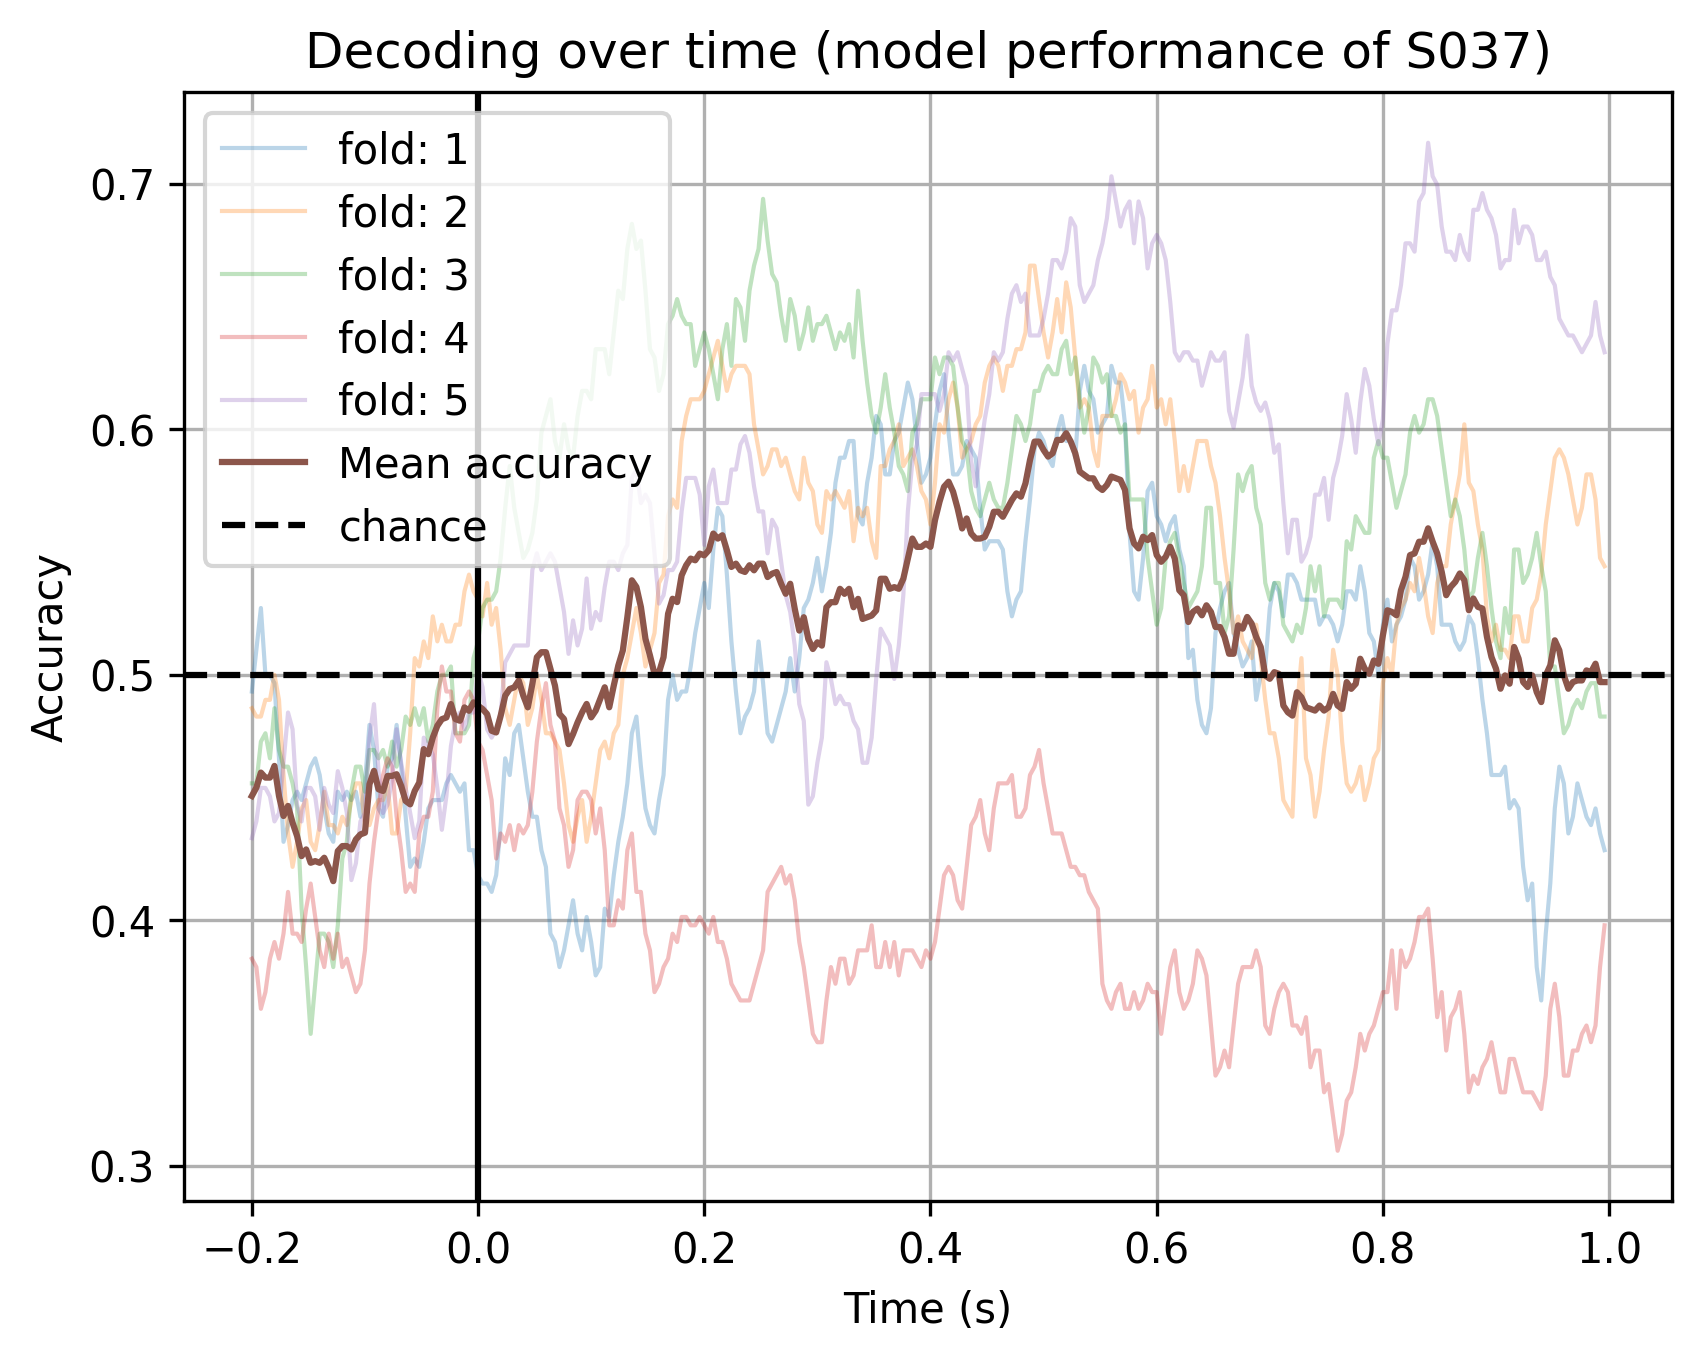 Decoding over time (model performance of S037)
fold: 1
fold: 2
fold: 3
fold: 4
fold: 5
Mean accuracy
chance
Accuracy
0.7
0.6
0.5
0.4
0.3
−0.2 0.0 0.2 0.4 0.6 0.8 1.0
Time (s)